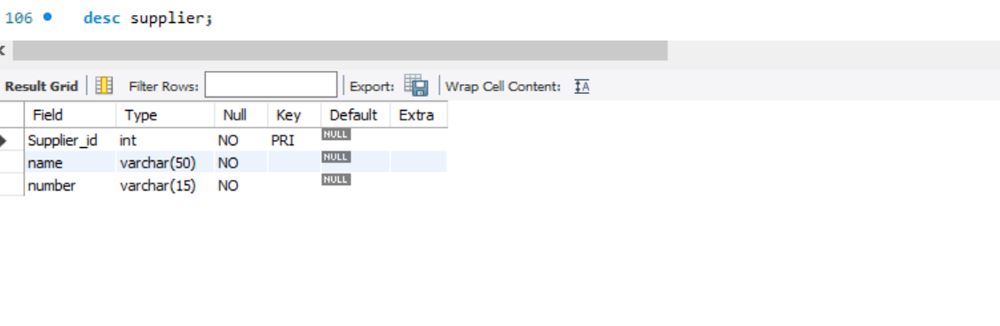 106 desc supplier;
Result Grid Filter Rows: Export: Wrap Cell Content: IA
Field Type Null Key Default Extra
Supplier_id int NO PRI NULL
name varchar(50) NO NULL
number varchar(15) NO NULL